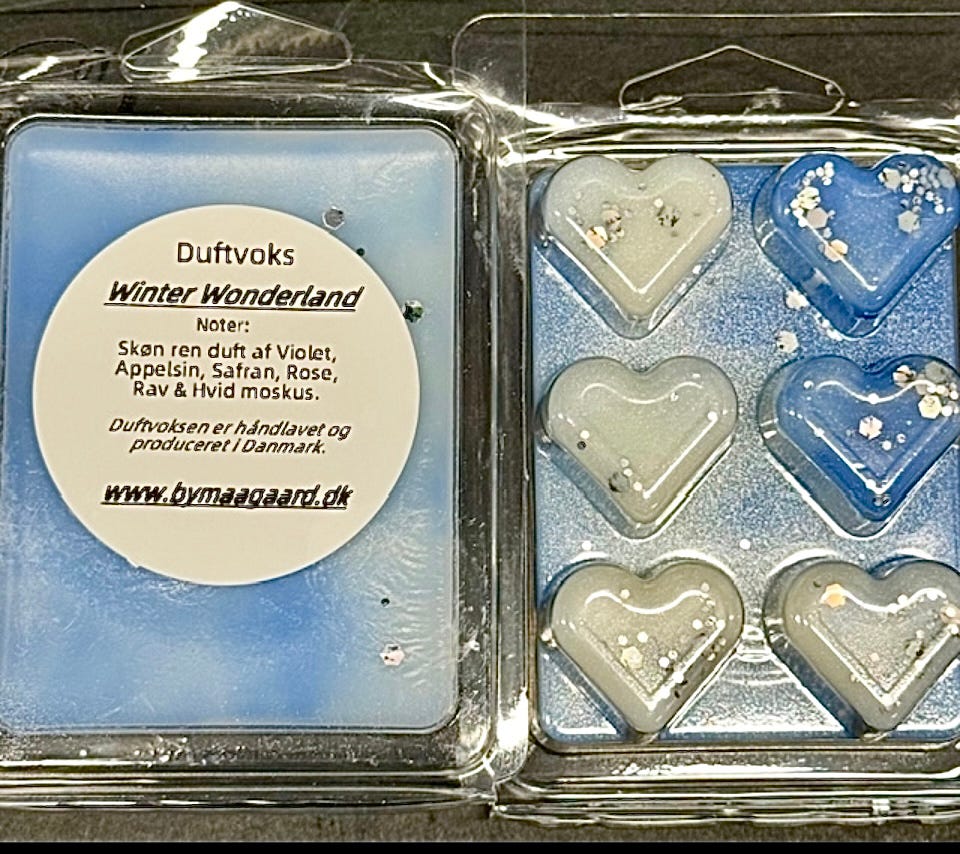 Duftvoks
Winter Wonderland
Noter:
Skøn ren duft af Violet,
Appelsin, Safran, Rose,
Rav & Hvid moskus.
Duftvoksen er håndlavet og
produceret i Danmark.
www.bymaagaard.dk